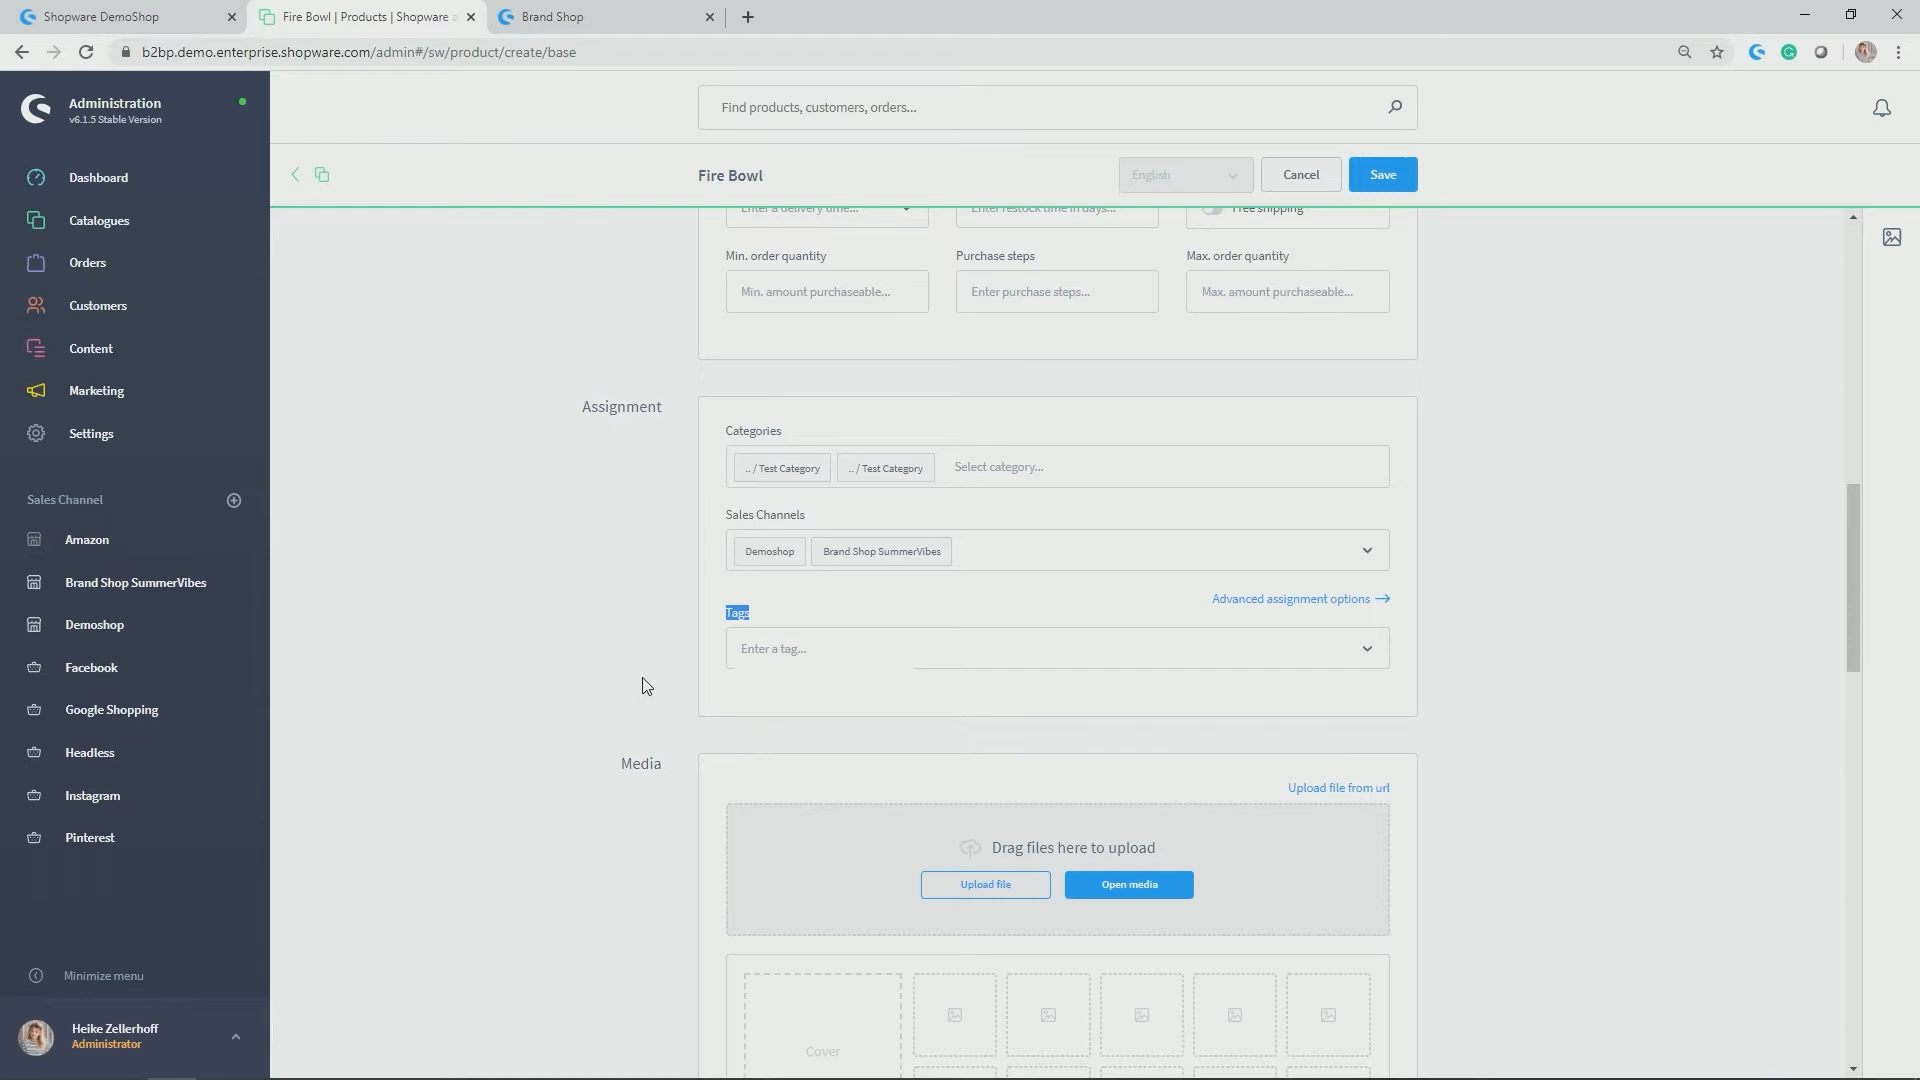 Shopware DemoShop
Fire Bowl | Products | Shopware a
Brand Shop
b2bp.demo.enterprise.shopware.com/admin#/sw/product/create/base
Administration
v6.1.5 Stable Version
Find products, customers, orders...
Fire Bowl
English
Cancel
Save
Dashboard
Catalogues
Orders
Customers
Content
Marketing
Settings
Sales Channel
Amazon
Brand Shop SummerVibes
Demoshop
Facebook
Google Shopping
Headless
Instagram
Pinterest
Minimize menu
Heike Zellerhoff
Administrator
Enter a delivery time...
Enter restock time in days...
Free shipping
Min. order quantity
Purchase steps
Max. order quantity
Min. amount purchaseable...
Enter purchase steps...
Max. amount purchaseable...
Assignment
Categories
.. / Test Category
.. / Test Category
Select category...
Sales Channels
Demoshop
Brand Shop SummerVibes
Advanced assignment options
Tags
Enter a tag...
Media
Upload file from url
Drag files here to upload
Upload file
Open media
Cover